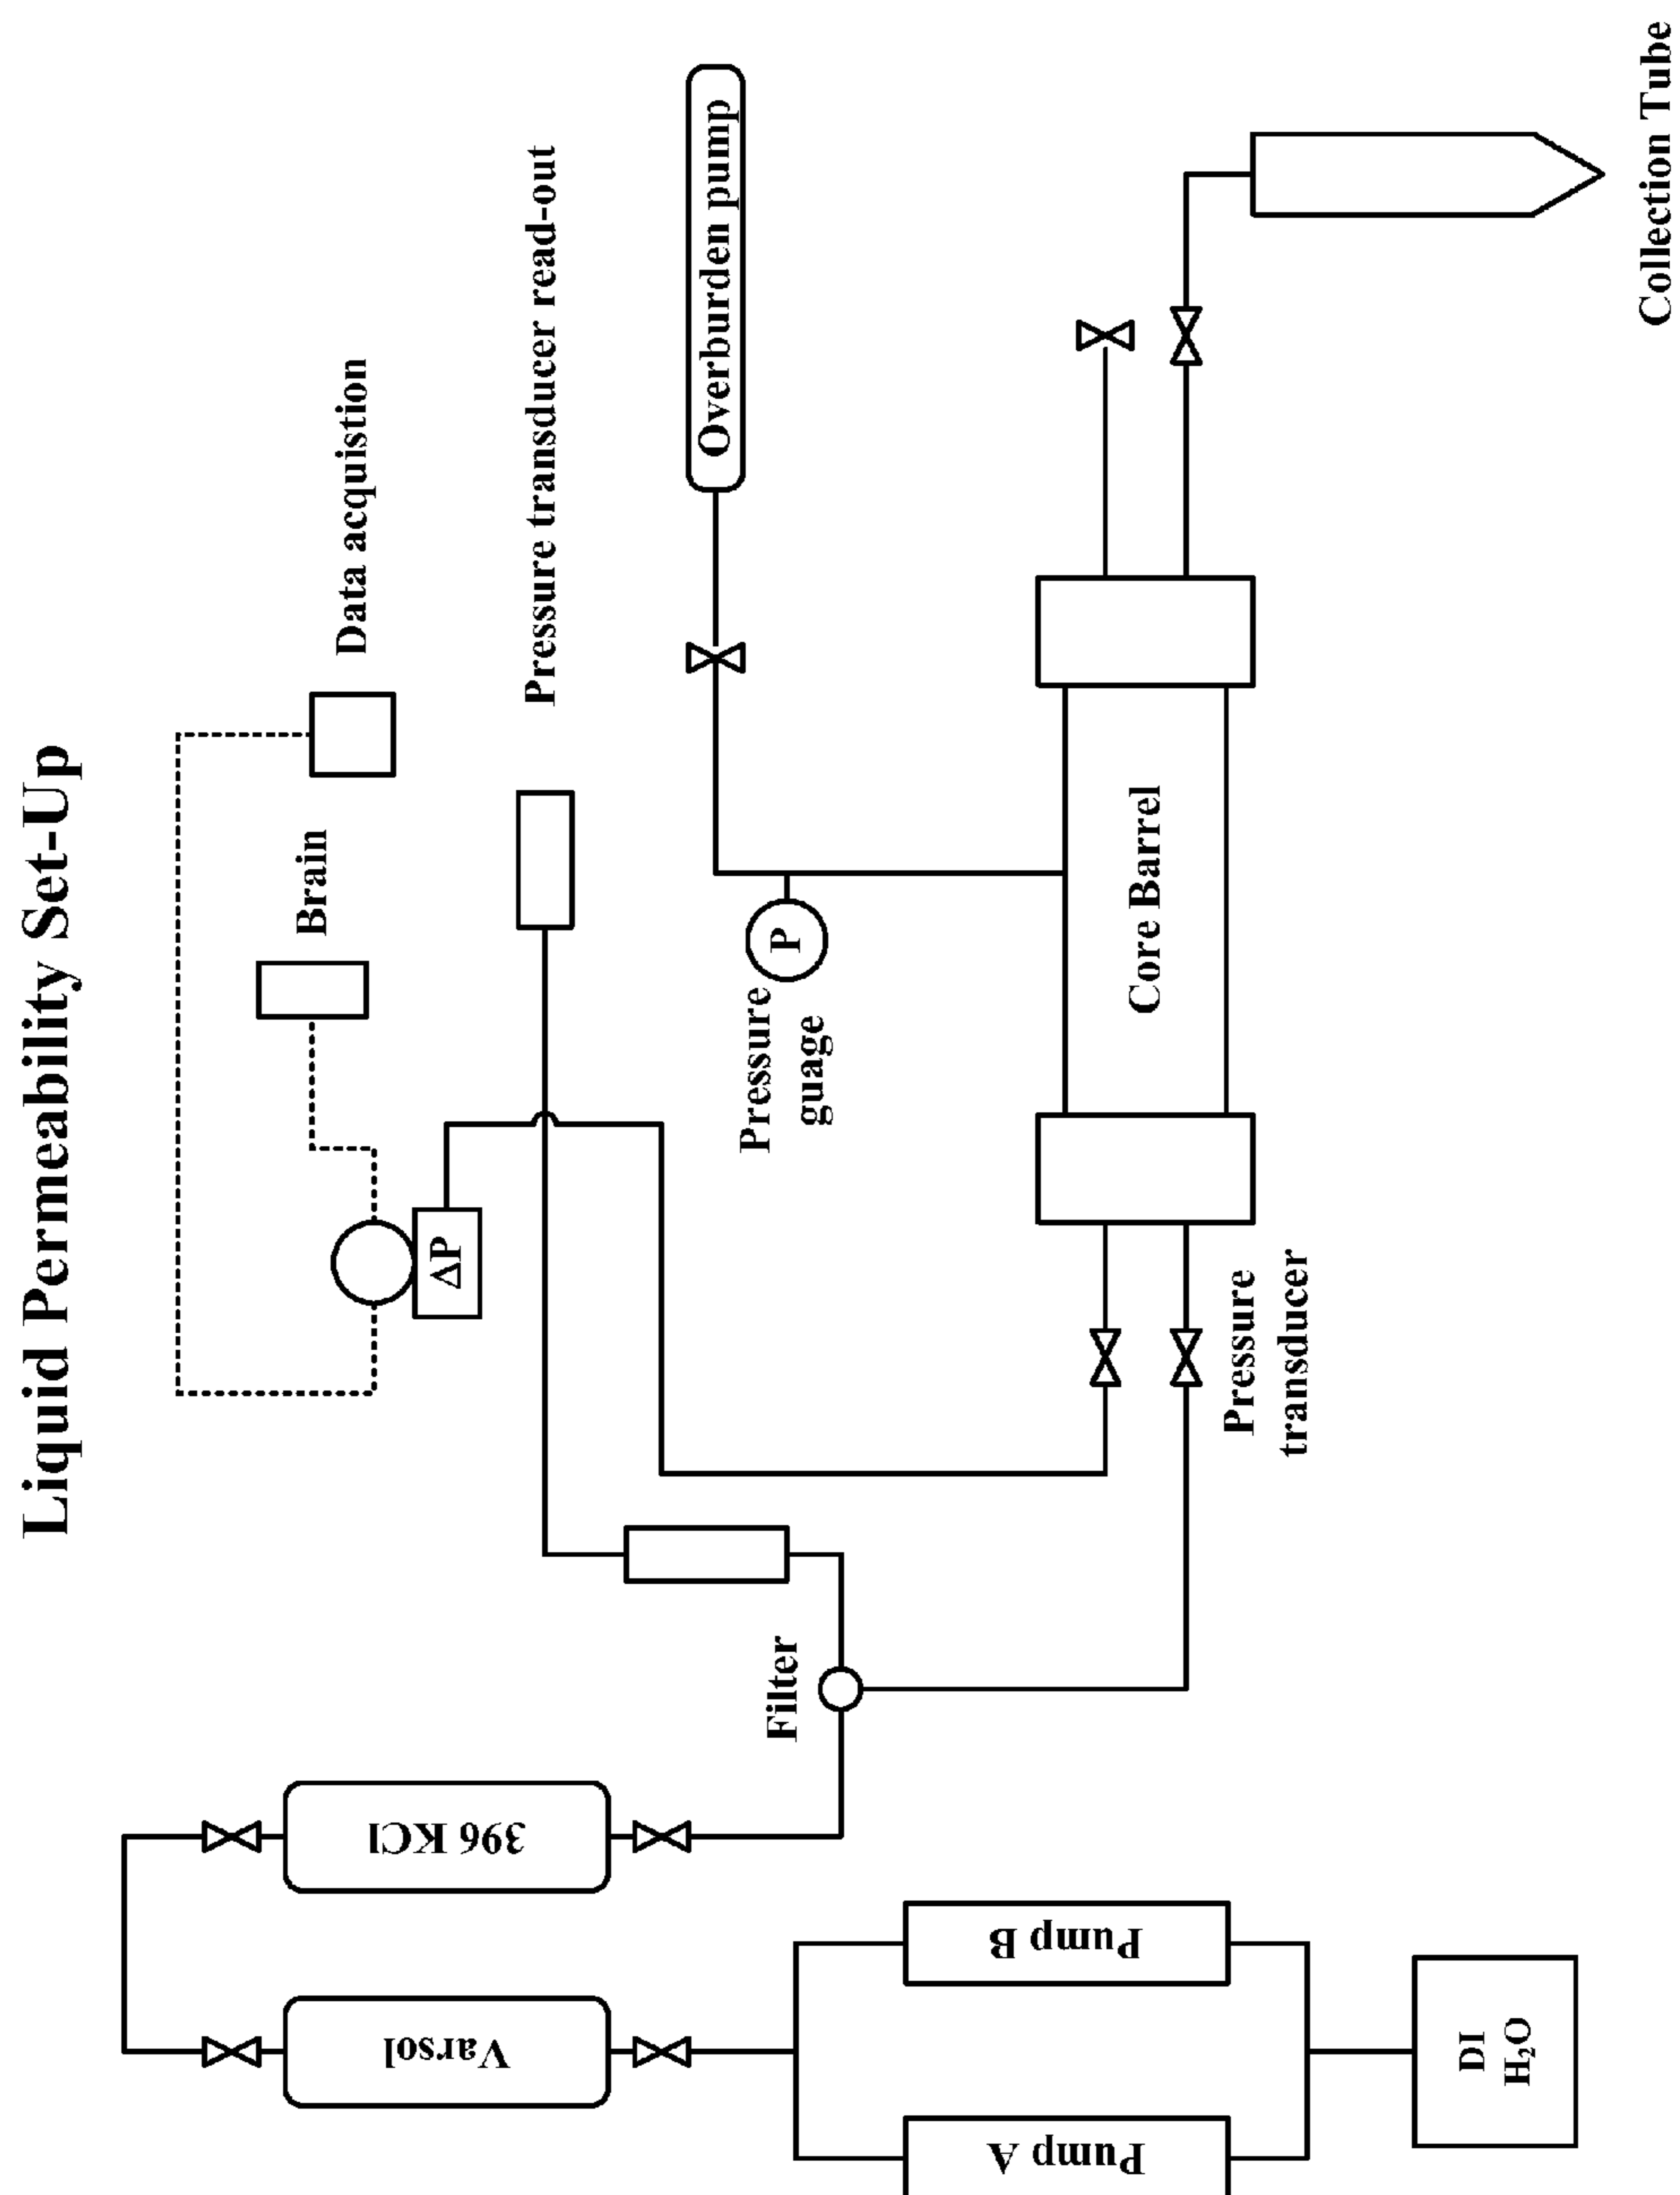 Liquid Permeability Set-Up
Varsol
396 KCl
Brain
Data acquistion
ΔP
Pressure transducer read-out
Overburden pump
Filter
Pressure
guage
P
Pump A
Pump B
Core Barrel
Pressure
transducer
DI
H₂O
Collection Tube